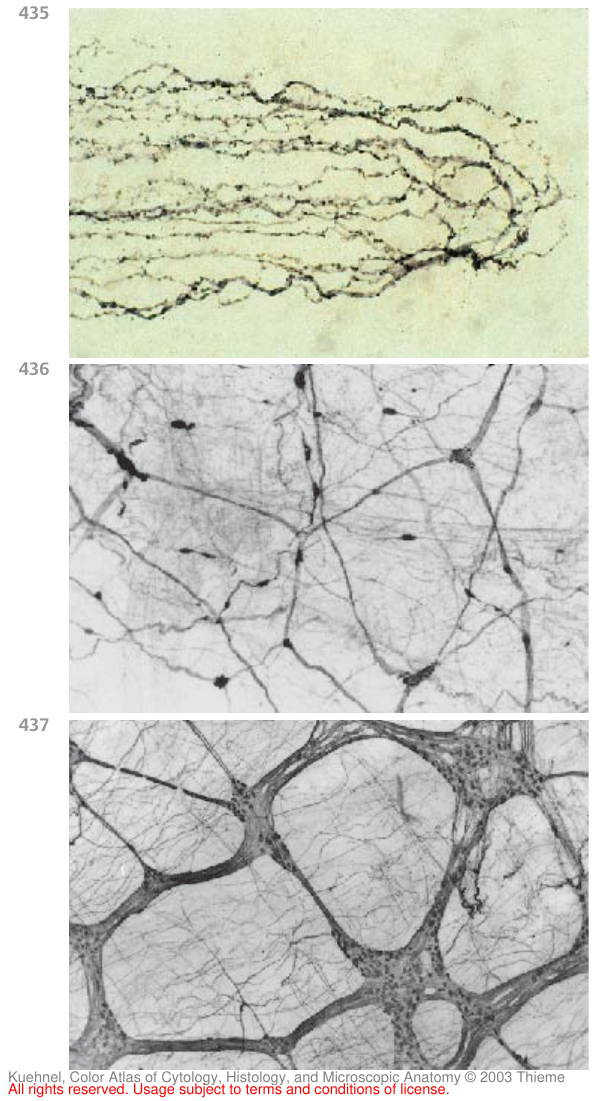 435
436
437
Kuehnel, Color Atlas of Cytology, Histology, and Microscopic Anatomy © 2003 Thieme
All rights reserved. Usage subject to terms and conditions of license.